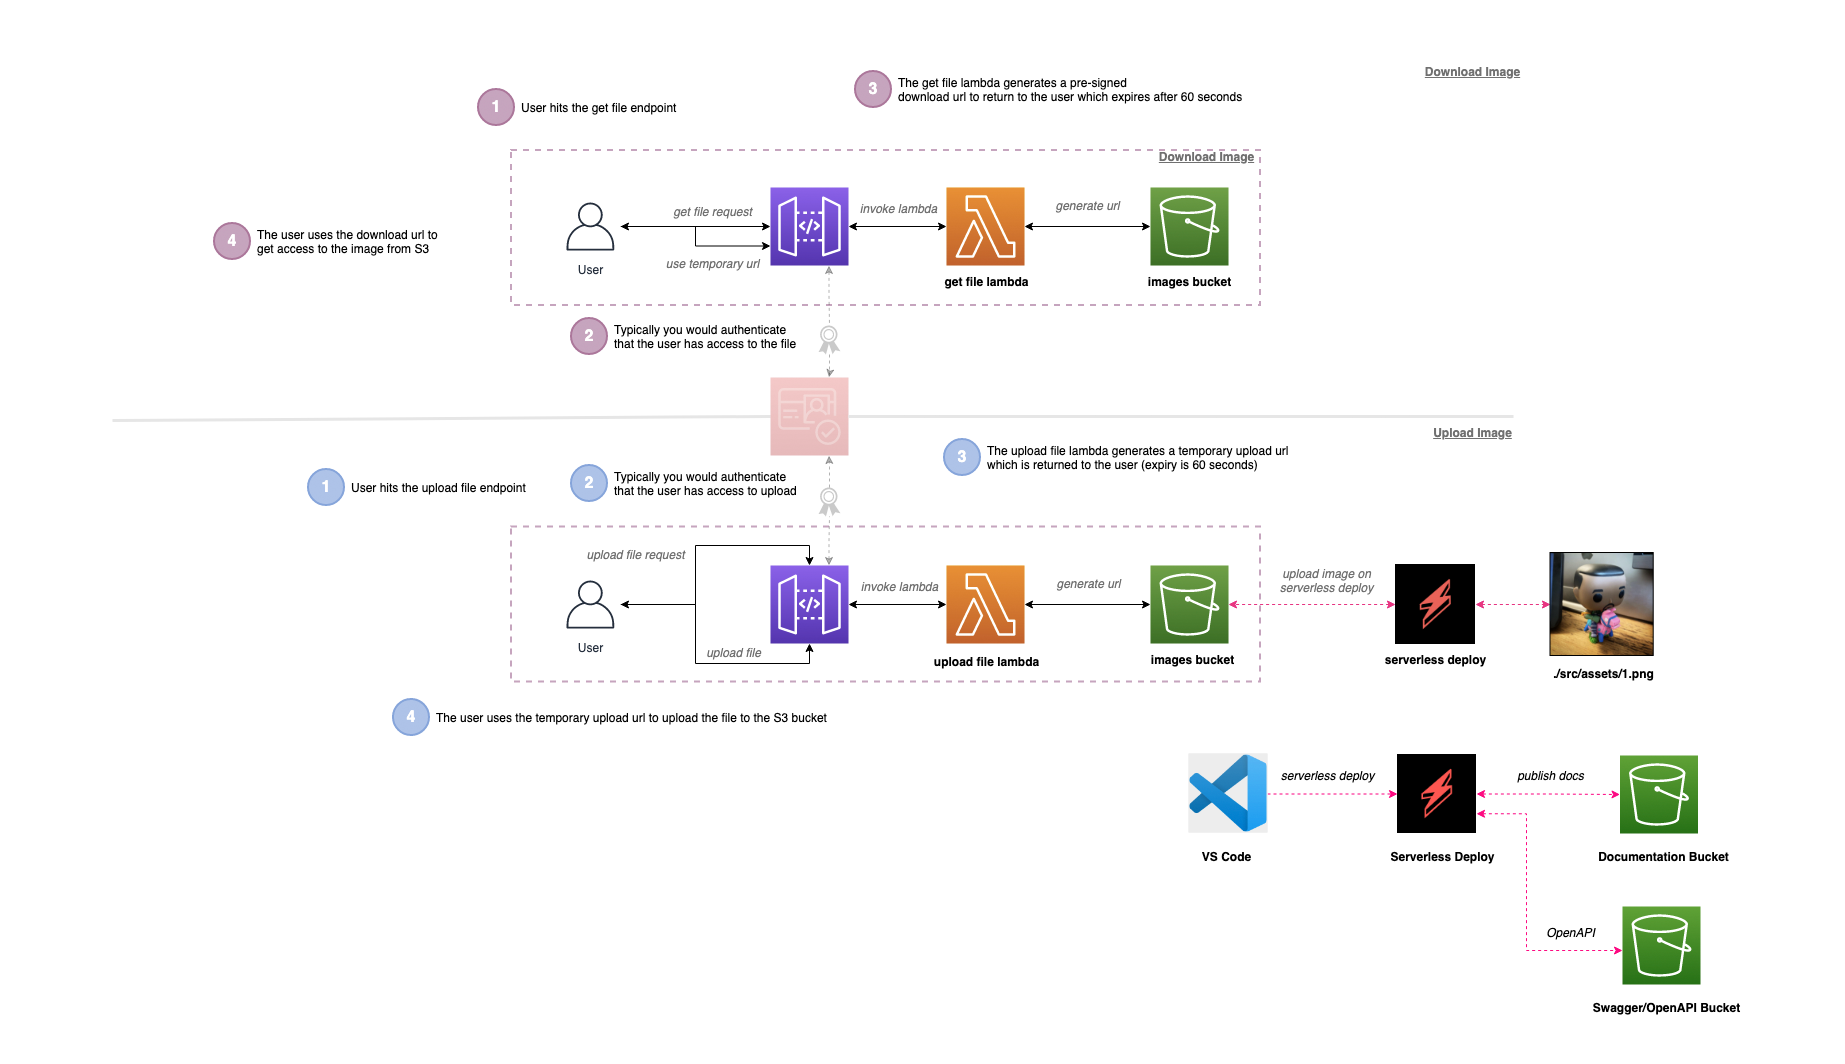 Download Image
1
User hits the get file endpoint
3
The get file lambda generates a pre-signed
download url to return to the user which expires after 60 seconds
Download Image
4
The user uses the download url to
get access to the image from S3
User
get file request
use temporary url
invoke lambda
get file lambda
generate url
images bucket
2
Typically you would authenticate
that the user has access to the file
Upload Image
1
User hits the upload file endpoint
2
Typically you would authenticate
that the user has access to upload
3
The upload file lambda generates a temporary upload url
which is returned to the user (expiry is 60 seconds)
upload file request
User
upload file
invoke lambda
upload file lambda
generate url
images bucket
upload image on
serverless deploy
serverless deploy
./src/assets/1.png
4
The user uses the temporary upload url to upload the file to the S3 bucket
VS Code
serverless deploy
Serverless Deploy
publish docs
Documentation Bucket
OpenAPI
Swagger/OpenAPI Bucket